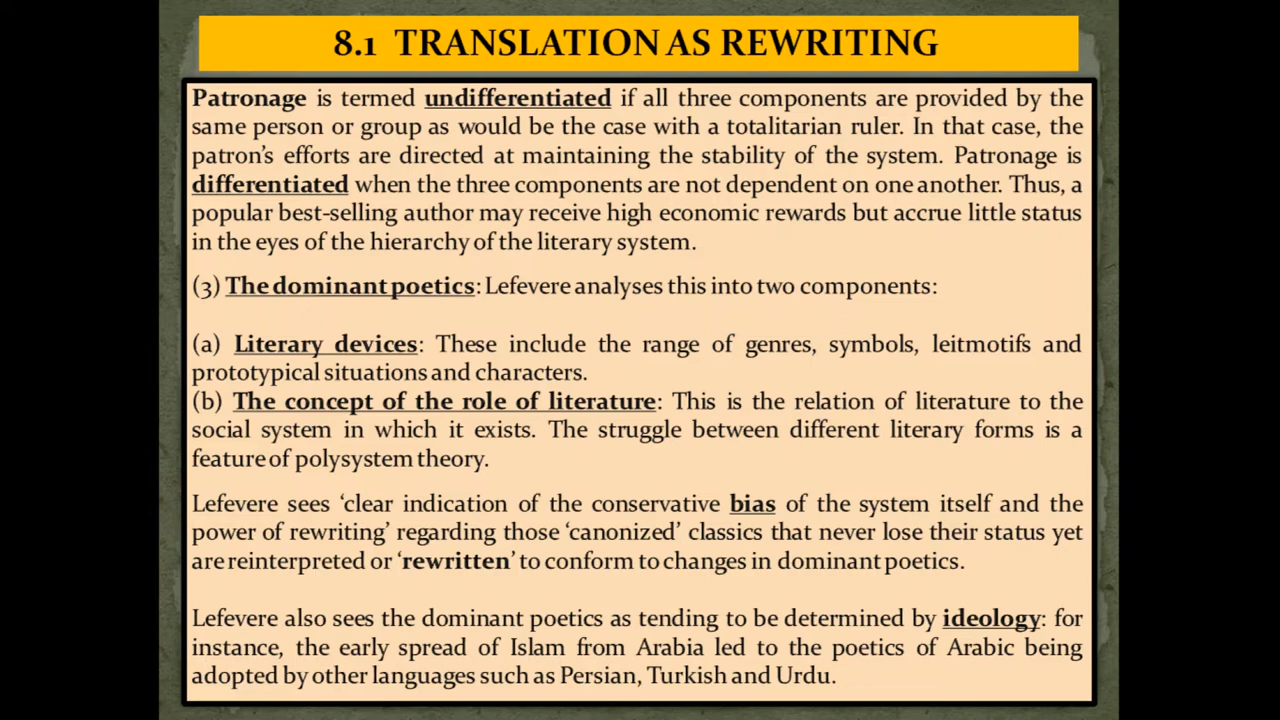 8.1 TRANSLATION AS REWRITING
Patronage is termed undifferentiated if all three components are provided by the
same person or group as would be the case with a totalitarian ruler. In that case, the
patron's efforts are directed at maintaining the stability of the system. Patronage is
differentiated when the three components are not dependent on one another. Thus, a
popular best-selling author may receive high economic rewards but accrue little status
in the eyes of the hierarchy of the literary system.
(3) The dominant poetics: Lefevere analyses this into two components:
(a) Literary devices: These include the range of genres, symbols, leitmotifs and
prototypical situations and characters.
(b) The concept of the role of literature: This is the relation of literature to the
social system in which it exists. The struggle between different literary forms is a
feature of polysystem theory.
Lefevere sees ‘clear indication of the conservative bias of the system itself and the
power of rewriting’ regarding those ‘canonized’ classics that never lose their status yet
are reinterpreted or ‘rewritten’ to conform to changes in dominant poetics.
Lefevere also sees the dominant poetics as tending to be determined by ideology: for
instance, the early spread of Islam from Arabia led to the poetics of Arabic being
adopted by other languages such as Persian, Turkish and Urdu.